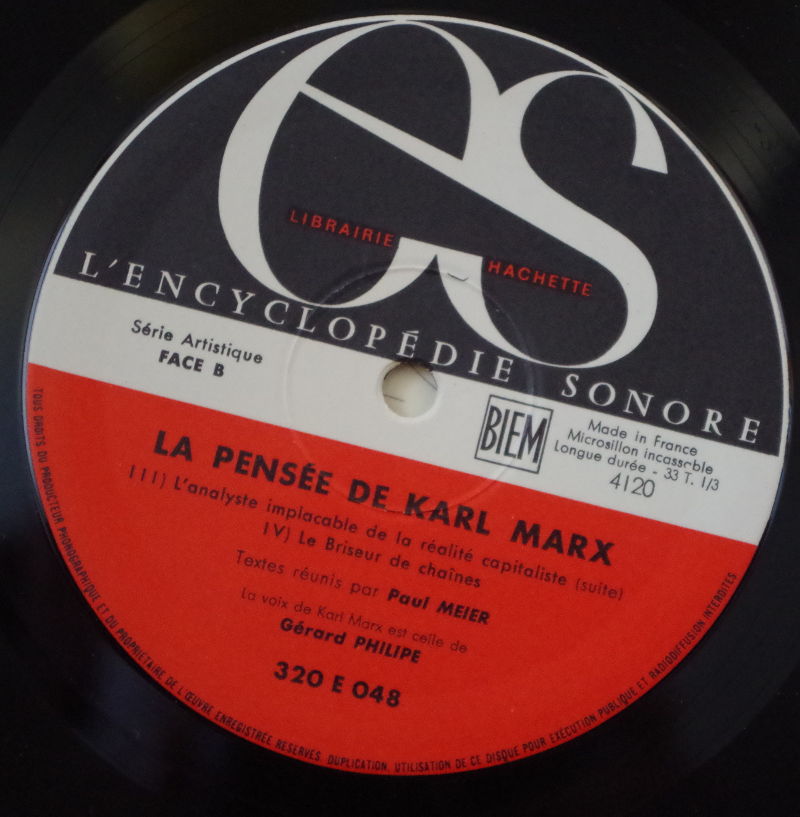 es
LIBRAIRIE HACHETTE
L'ENCYCLOPÉDIE SONORE
Série Artistique
FACE B
BIEM
Made in France
Microsillon incassable
Longue durée - 33 T. 1/3
4120
LA PENSÉE DE KARL MARX
III) L'analyste implacable de la réalité capitaliste (suite)
IV) Le Briseur de chaînes
Textes réunis par Paul MEIER
La voix de Karl Marx est celle de
Gérard PHILIPE
320 E 048
TOUS DROITS DU PRODUCTEUR PHONOGRAPHIQUE ET DU PROPRIÉTAIRE DE L'ŒUVRE ENREGISTRÉE RÉSERVÉS. DUPLICATION, UTILISATION DE CE DISQUE POUR EXÉCUTION PUBLIQUE ET RADIODIFFUSION INTERDITES